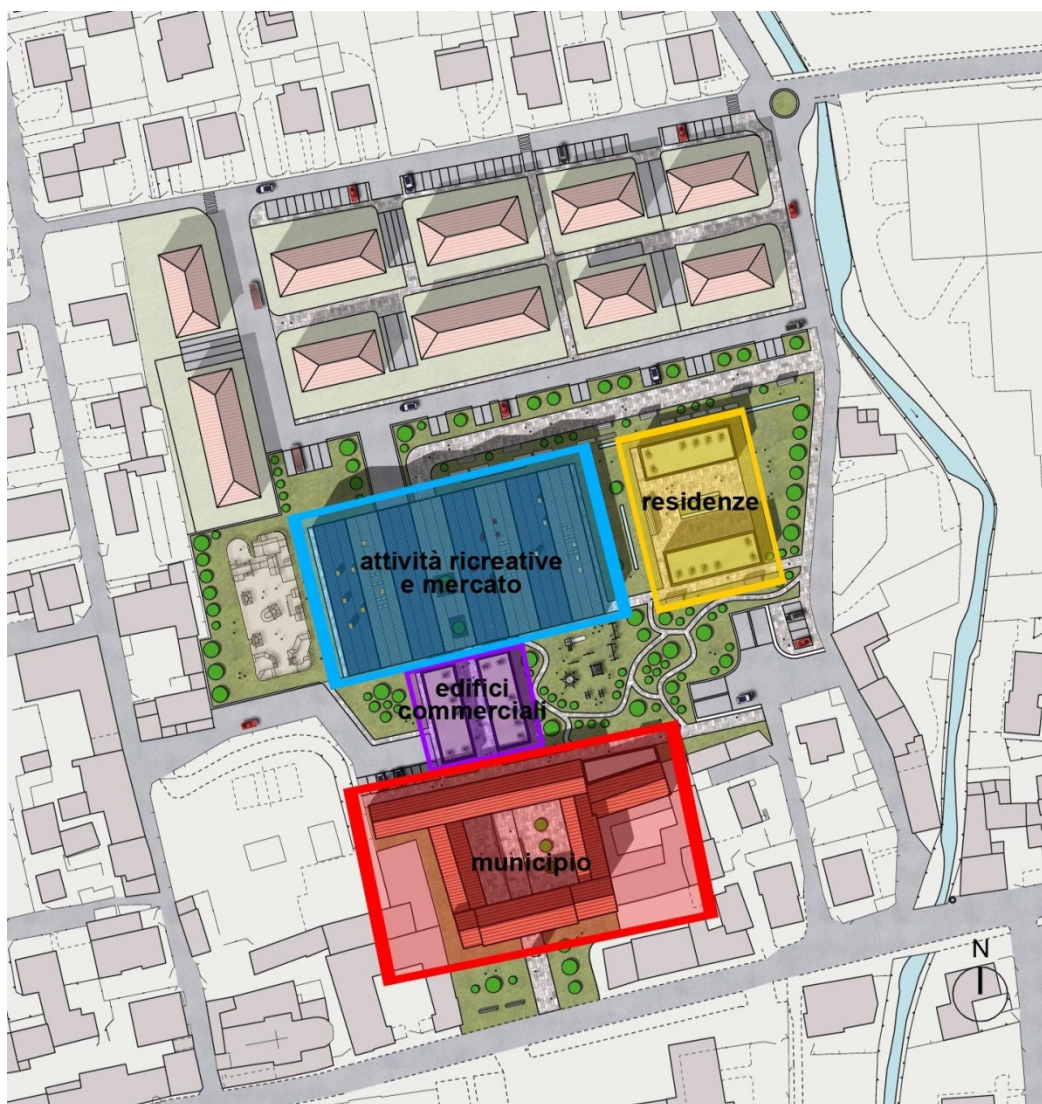 residenze
attività ricreative
e mercato
edifici
commerciali
municipio
N